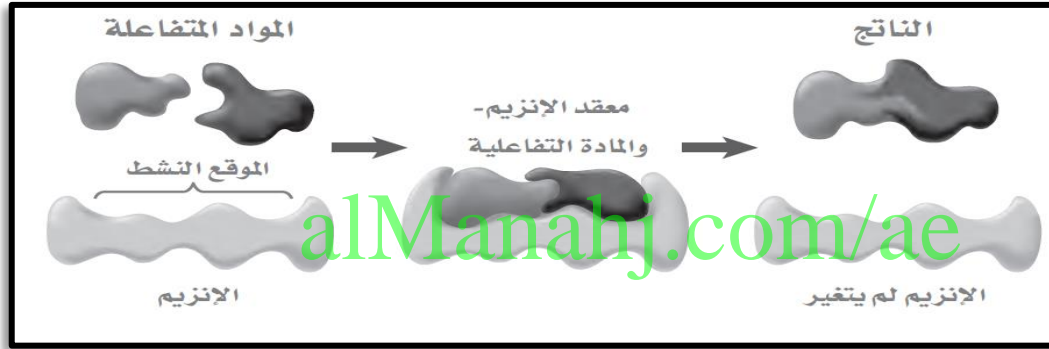 المواد المتفاعلة
الناتج
معقد الإنزيم-
والمادة التفاعلية
الموقع النشط
alManahj.com/ae
الإنزيم
الإنزيم لم يتغير